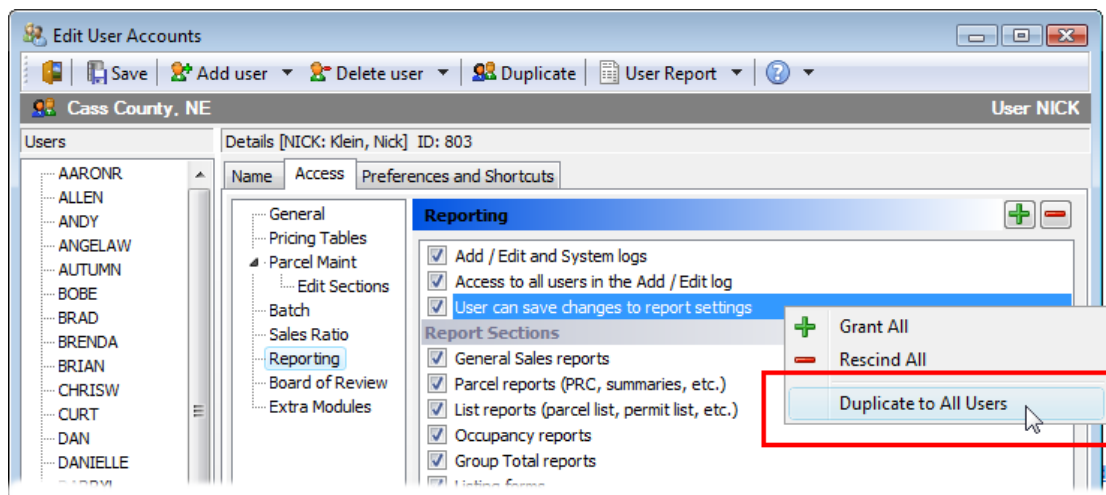 Edit User Accounts
Save Add user Delete user Duplicate User Report
Cass County, NE User NICK
Users Details [NICK: Klein, Nick] ID: 803
AARONR
ALLEN
ANDY
ANGELAW
AUTUMN
BOBE
BRAD
BRENDA
BRIAN
CHRISW
CURT
DAN
DANIELLE
Name Access Preferences and Shortcuts
General
Pricing Tables
Parcel Maint
Edit Sections
Batch
Sales Ratio
Reporting
Board of Review
Extra Modules
Reporting
Add / Edit and System logs
Access to all users in the Add / Edit log
User can save changes to report settings
Report Sections
General Sales reports
Parcel reports (PRC, summaries, etc.)
List reports (parcel list, permit list, etc.)
Occupancy reports
Group Total reports
Listing forms
Grant All
Rescind All
Duplicate to All Users